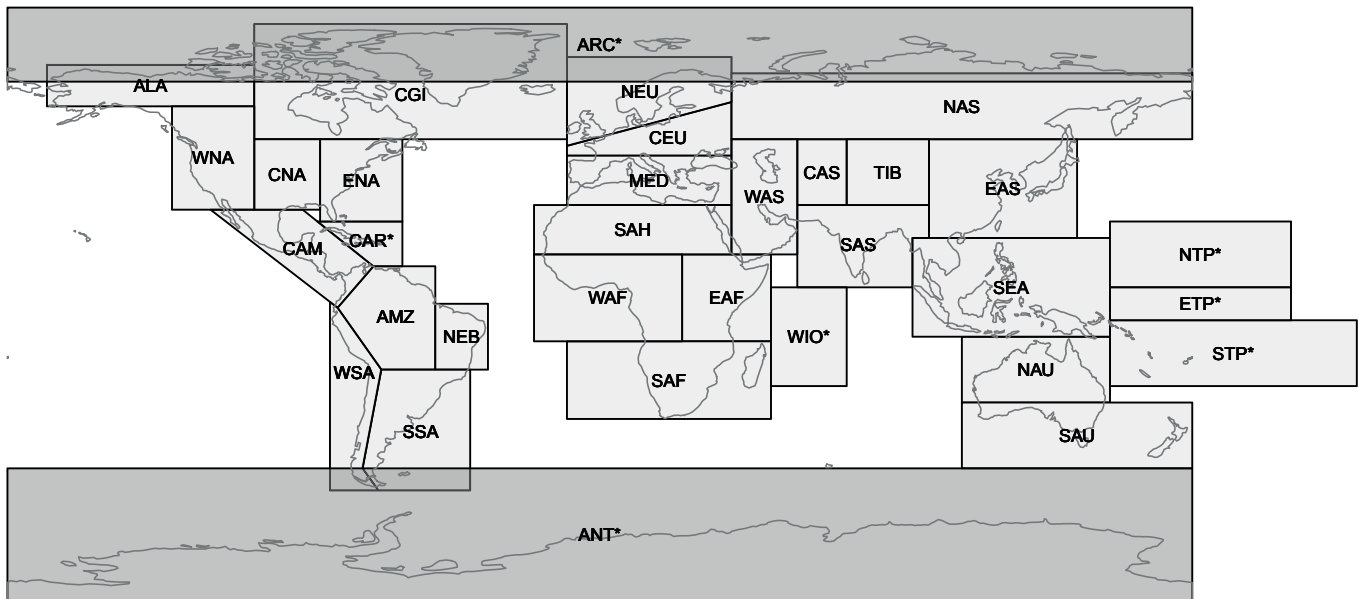 ARC*
ALA
CGI
NEU
NAS
CEU
WNA
CNA
ENA
MED
WAS
CAS
TIB
EAS
SAH
CAM
CAR*
SAS
NTP*
SEA
WAF
EAF
ETP*
AMZ
NEB
WIO*
STP*
WSA
SAF
NAU
SSA
SAU
ANT*